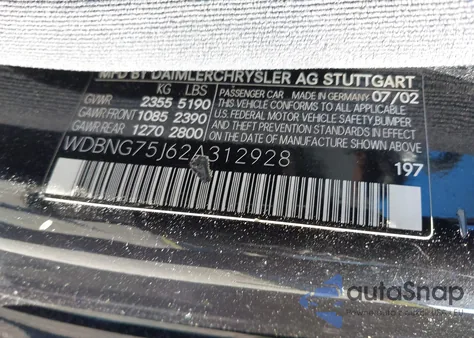 MFD BY DAIMLERCHRYSLER AG STUTTGART
KG LBS
GVWR 2355 5190
GAWR FRONT 1085 2390
GAWR REAR 1270 2800
PASSENGER CAR MADE IN GERMANY 07/02
THIS VEHICLE CONFORMS TO ALL APPLICABLE
U.S. FEDERAL MOTOR VEHICLE SAFETY, BUMPER
AND THEFT PREVENTION STANDARDS IN EFFECT
ON THE DATE OF MANUFACTURE SHOWN ABOVE
WDBNG75J62A312928
197
autoAsnap